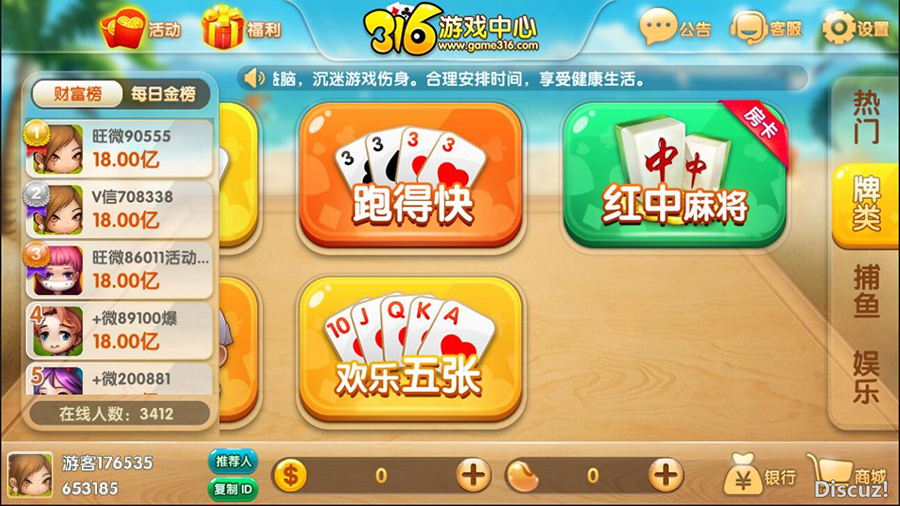 活动
福利
316游戏中心
www.game316.com
公告
客服
设置
财富榜
每日金榜
益脑，沉迷游戏伤身。合理安排时间，享受健康生活。
1
旺微90555
18.00亿
2
V信708338
18.00亿
3
旺微86011活动...
18.00亿
4
+微89100爆
18.00亿
5
+微200881
在线人数：3412
3 3 3 3
跑得快
房卡
中 中
红中麻将
10 J Q K A
欢乐五张
热门
牌类
捕鱼
娱乐
游客176535
653185
推荐人
复制ID
$
0
+
0
+
¥
银行
商城
Discuz!